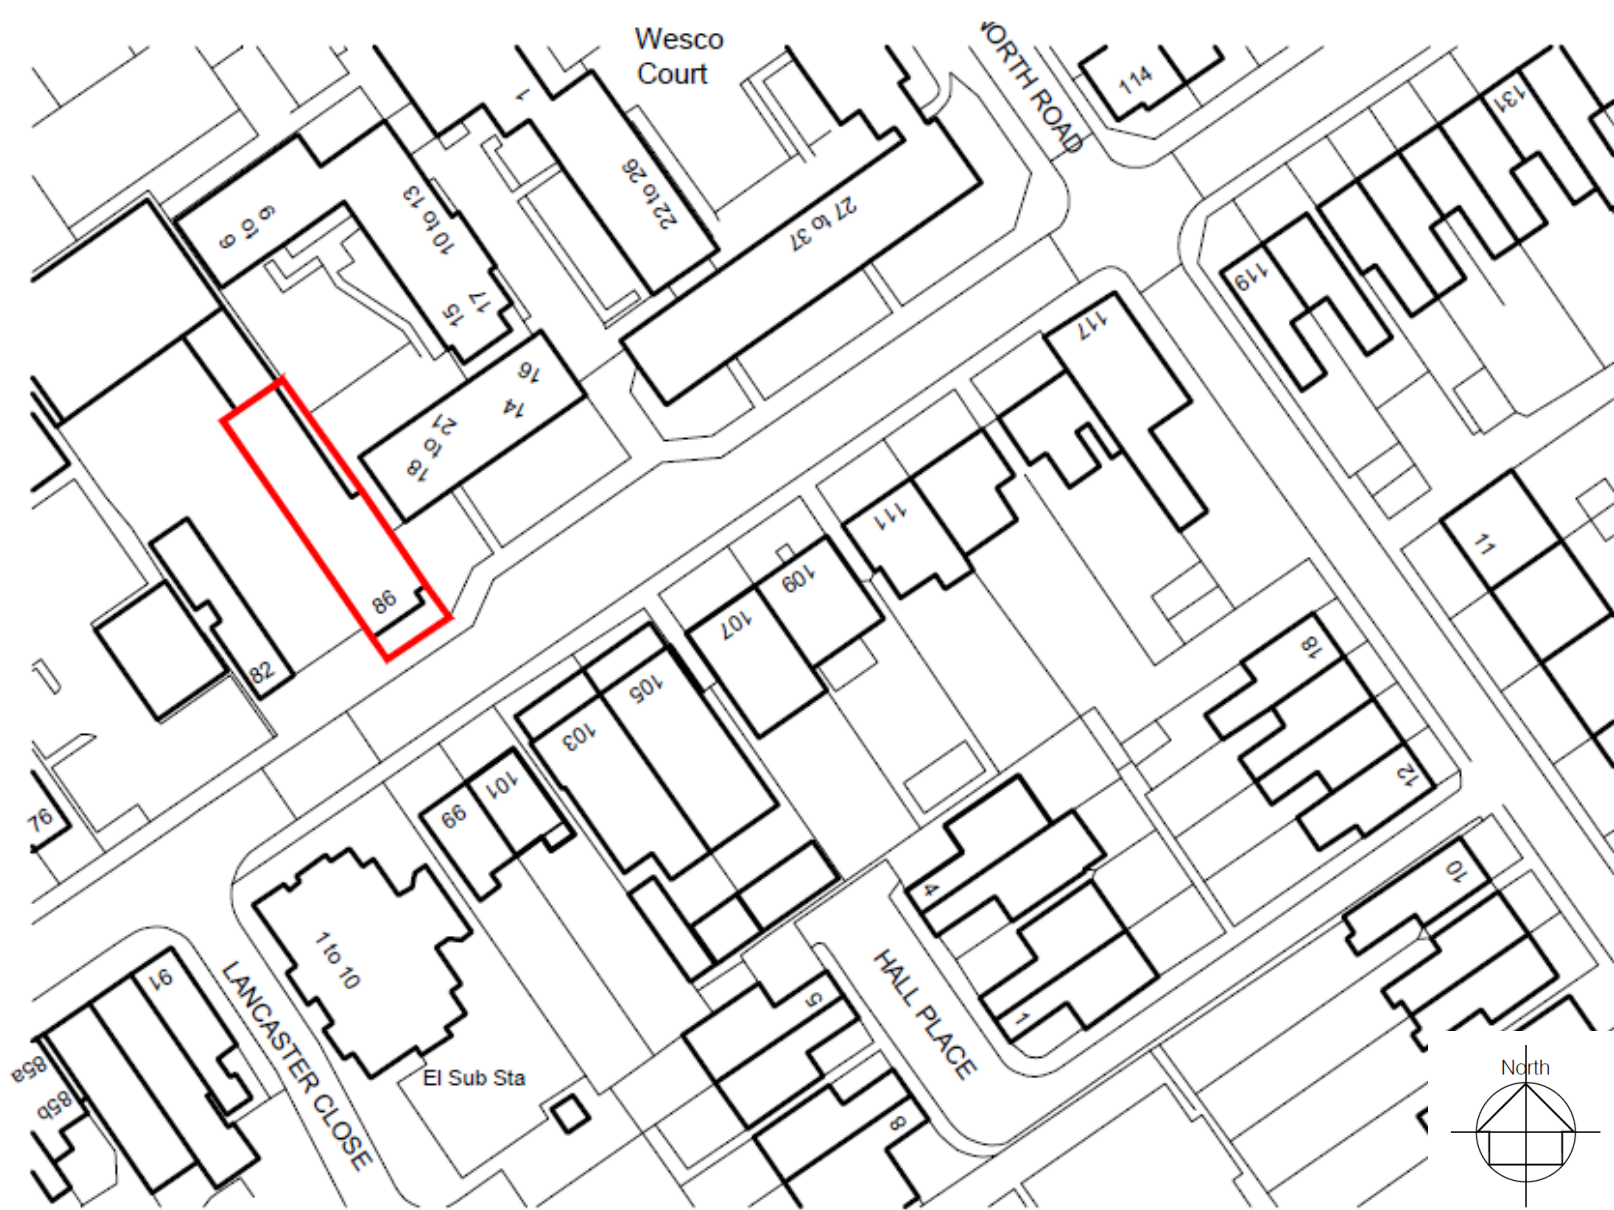 Wesco
Court
NORTH ROAD
114
131
1
22 to 26
27 to 37
6 to 9
10 to 13
15
17
119
117
16
14
18 to 21
111
109
107
11
86
82
105
103
101
99
18
12
10
76
4
1 to 10
LANCASTER CLOSE
HALL PLACE
5
1
91
85a
85b
El Sub Sta
8
North